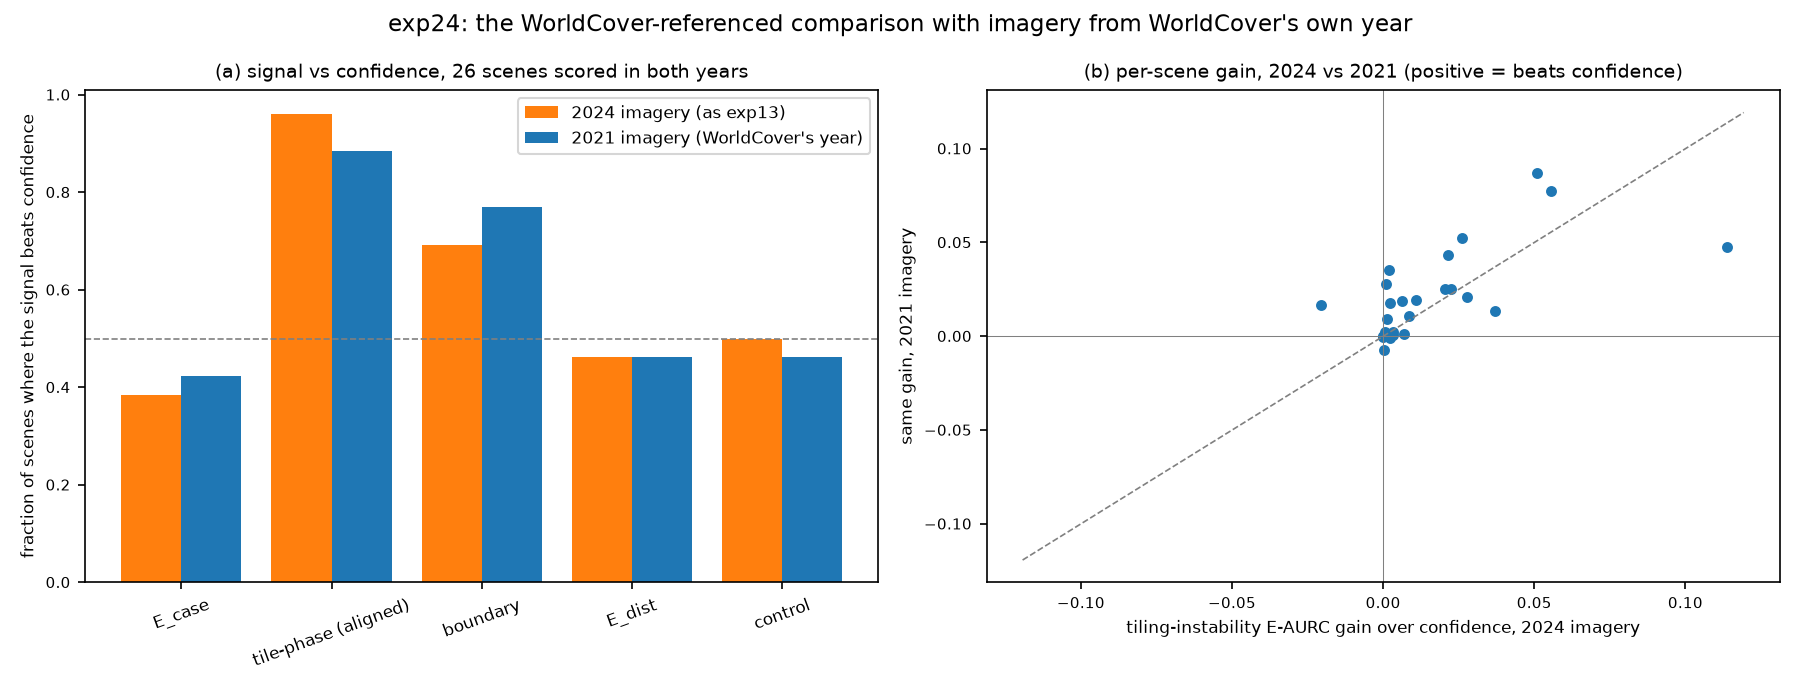 exp24: the WorldCover-referenced comparison with imagery from WorldCover's own year
(a) signal vs confidence, 26 scenes scored in both years
fraction of scenes where the signal beats confidence
1.0
0.8
0.6
0.4
0.2
0.0
2024 imagery (as exp13)
2021 imagery (WorldCover's year)
E_case
tile-phase (aligned)
boundary
E_dist
control
(b) per-scene gain, 2024 vs 2021 (positive = beats confidence)
same gain, 2021 imagery
0.10
0.05
0.00
−0.05
−0.10
−0.10
−0.05
0.00
0.05
0.10
tiling-instability E-AURC gain over confidence, 2024 imagery